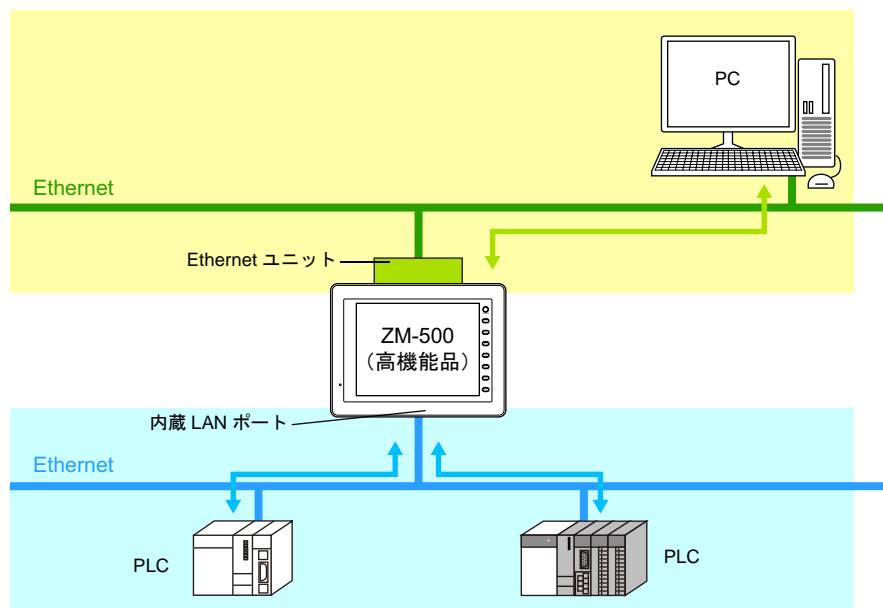 PC
Ethernet
Ethernet ユニット
ZM-500
（高機能品）
内蔵 LAN ポート
Ethernet
PLC
PLC